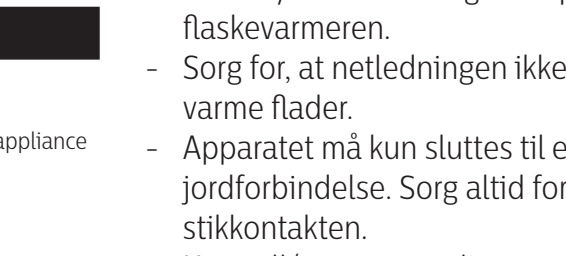 appliance
flaskevarmeren.
- Sorg for, at netledningen ikke
varme flader.
- Apparatet må kun sluttes til e
jordforbindelse. Sorg altid for
stikkontakten.